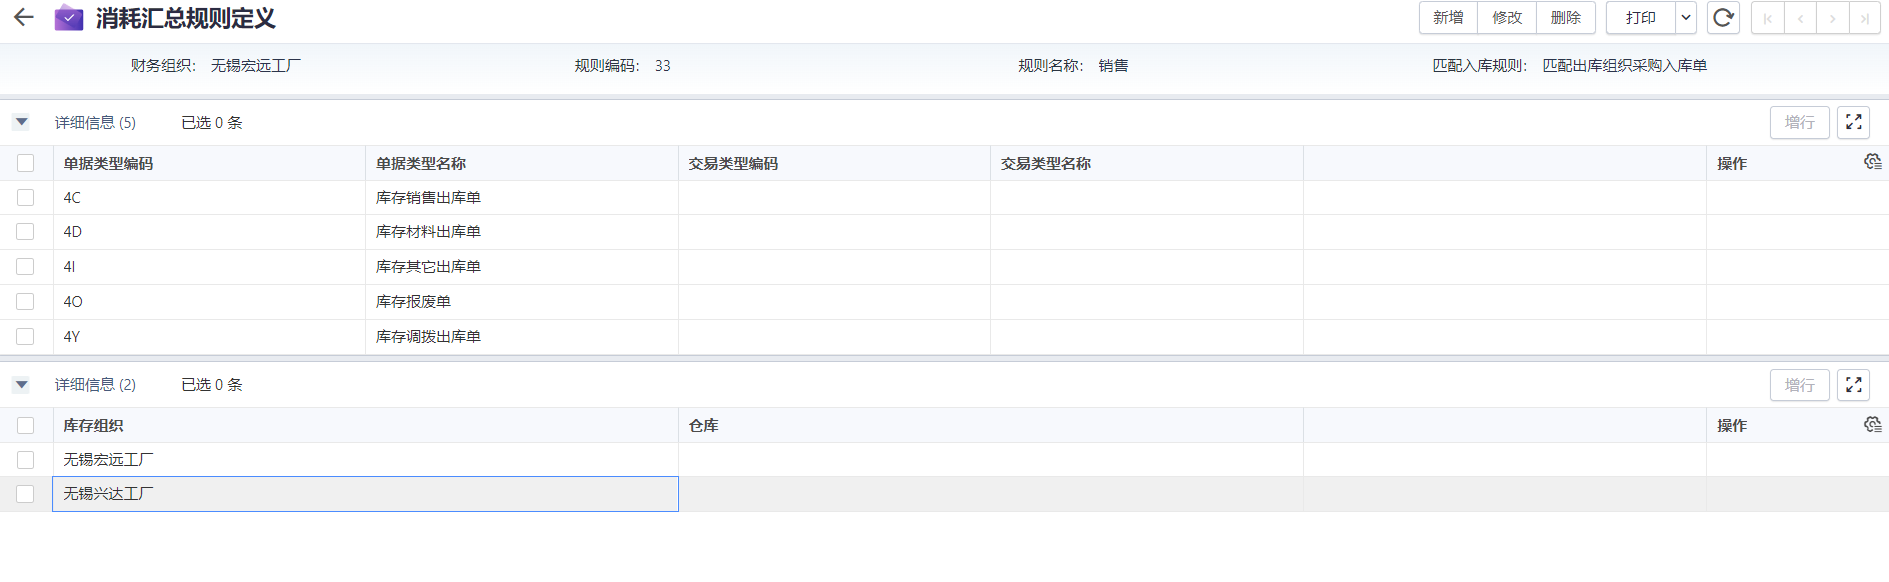 消耗汇总规则定义
新增 修改 删除 打印
财务组织： 无锡宏远工厂 规则编码： 33 规则名称： 销售 匹配入库规则： 匹配出库组织采购入库单
详细信息 (5) 已选 0 条 增行
单据类型编码 单据类型名称 交易类型编码 交易类型名称 操作
4C 库存销售出库单
4D 库存材料出库单
4I 库存其它出库单
4O 库存报废单
4Y 库存调拨出库单
详细信息 (2) 已选 0 条 增行
库存组织 仓库 操作
无锡宏远工厂
无锡兴达工厂